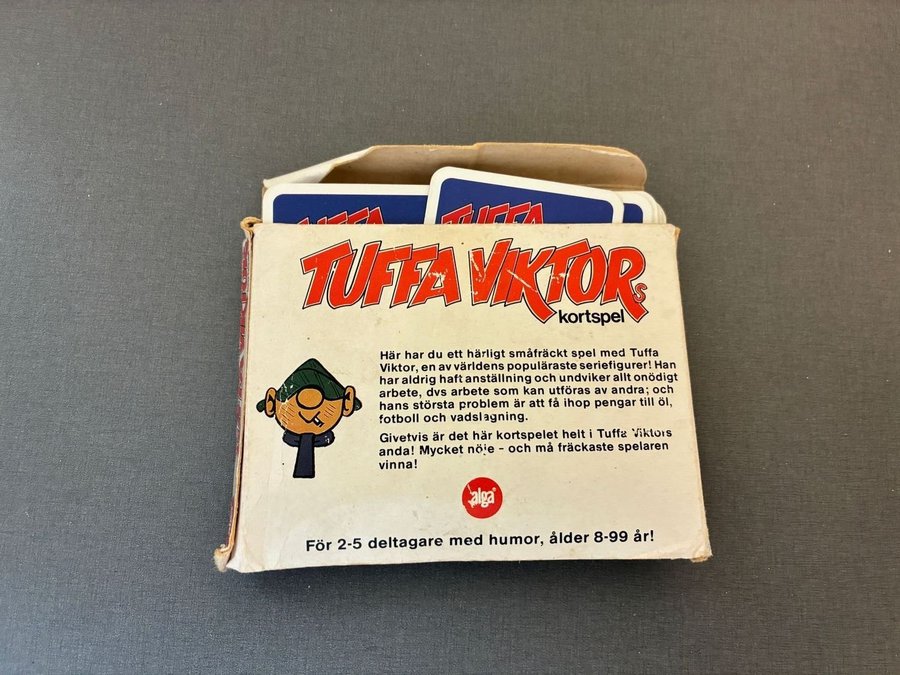 TUFFA
TUFFA
TUFFA VIKTORs
kortspel
Här har du ett härligt småfräckt spel med Tuffa
Viktor, en av världens populäraste seriefigurer! Han
har aldrig haft anställning och undviker allt onödigt
arbete, dvs arbete som kan utföras av andra; och
hans största problem är att få ihop pengar till öl,
fotboll och vadslagning.
Givetvis är det här kortspelet helt i Tuffa Viktors
anda! Mycket nöje - och må fräckaste spelaren
vinna!
alga®
För 2-5 deltagare med humor, ålder 8-99 år!